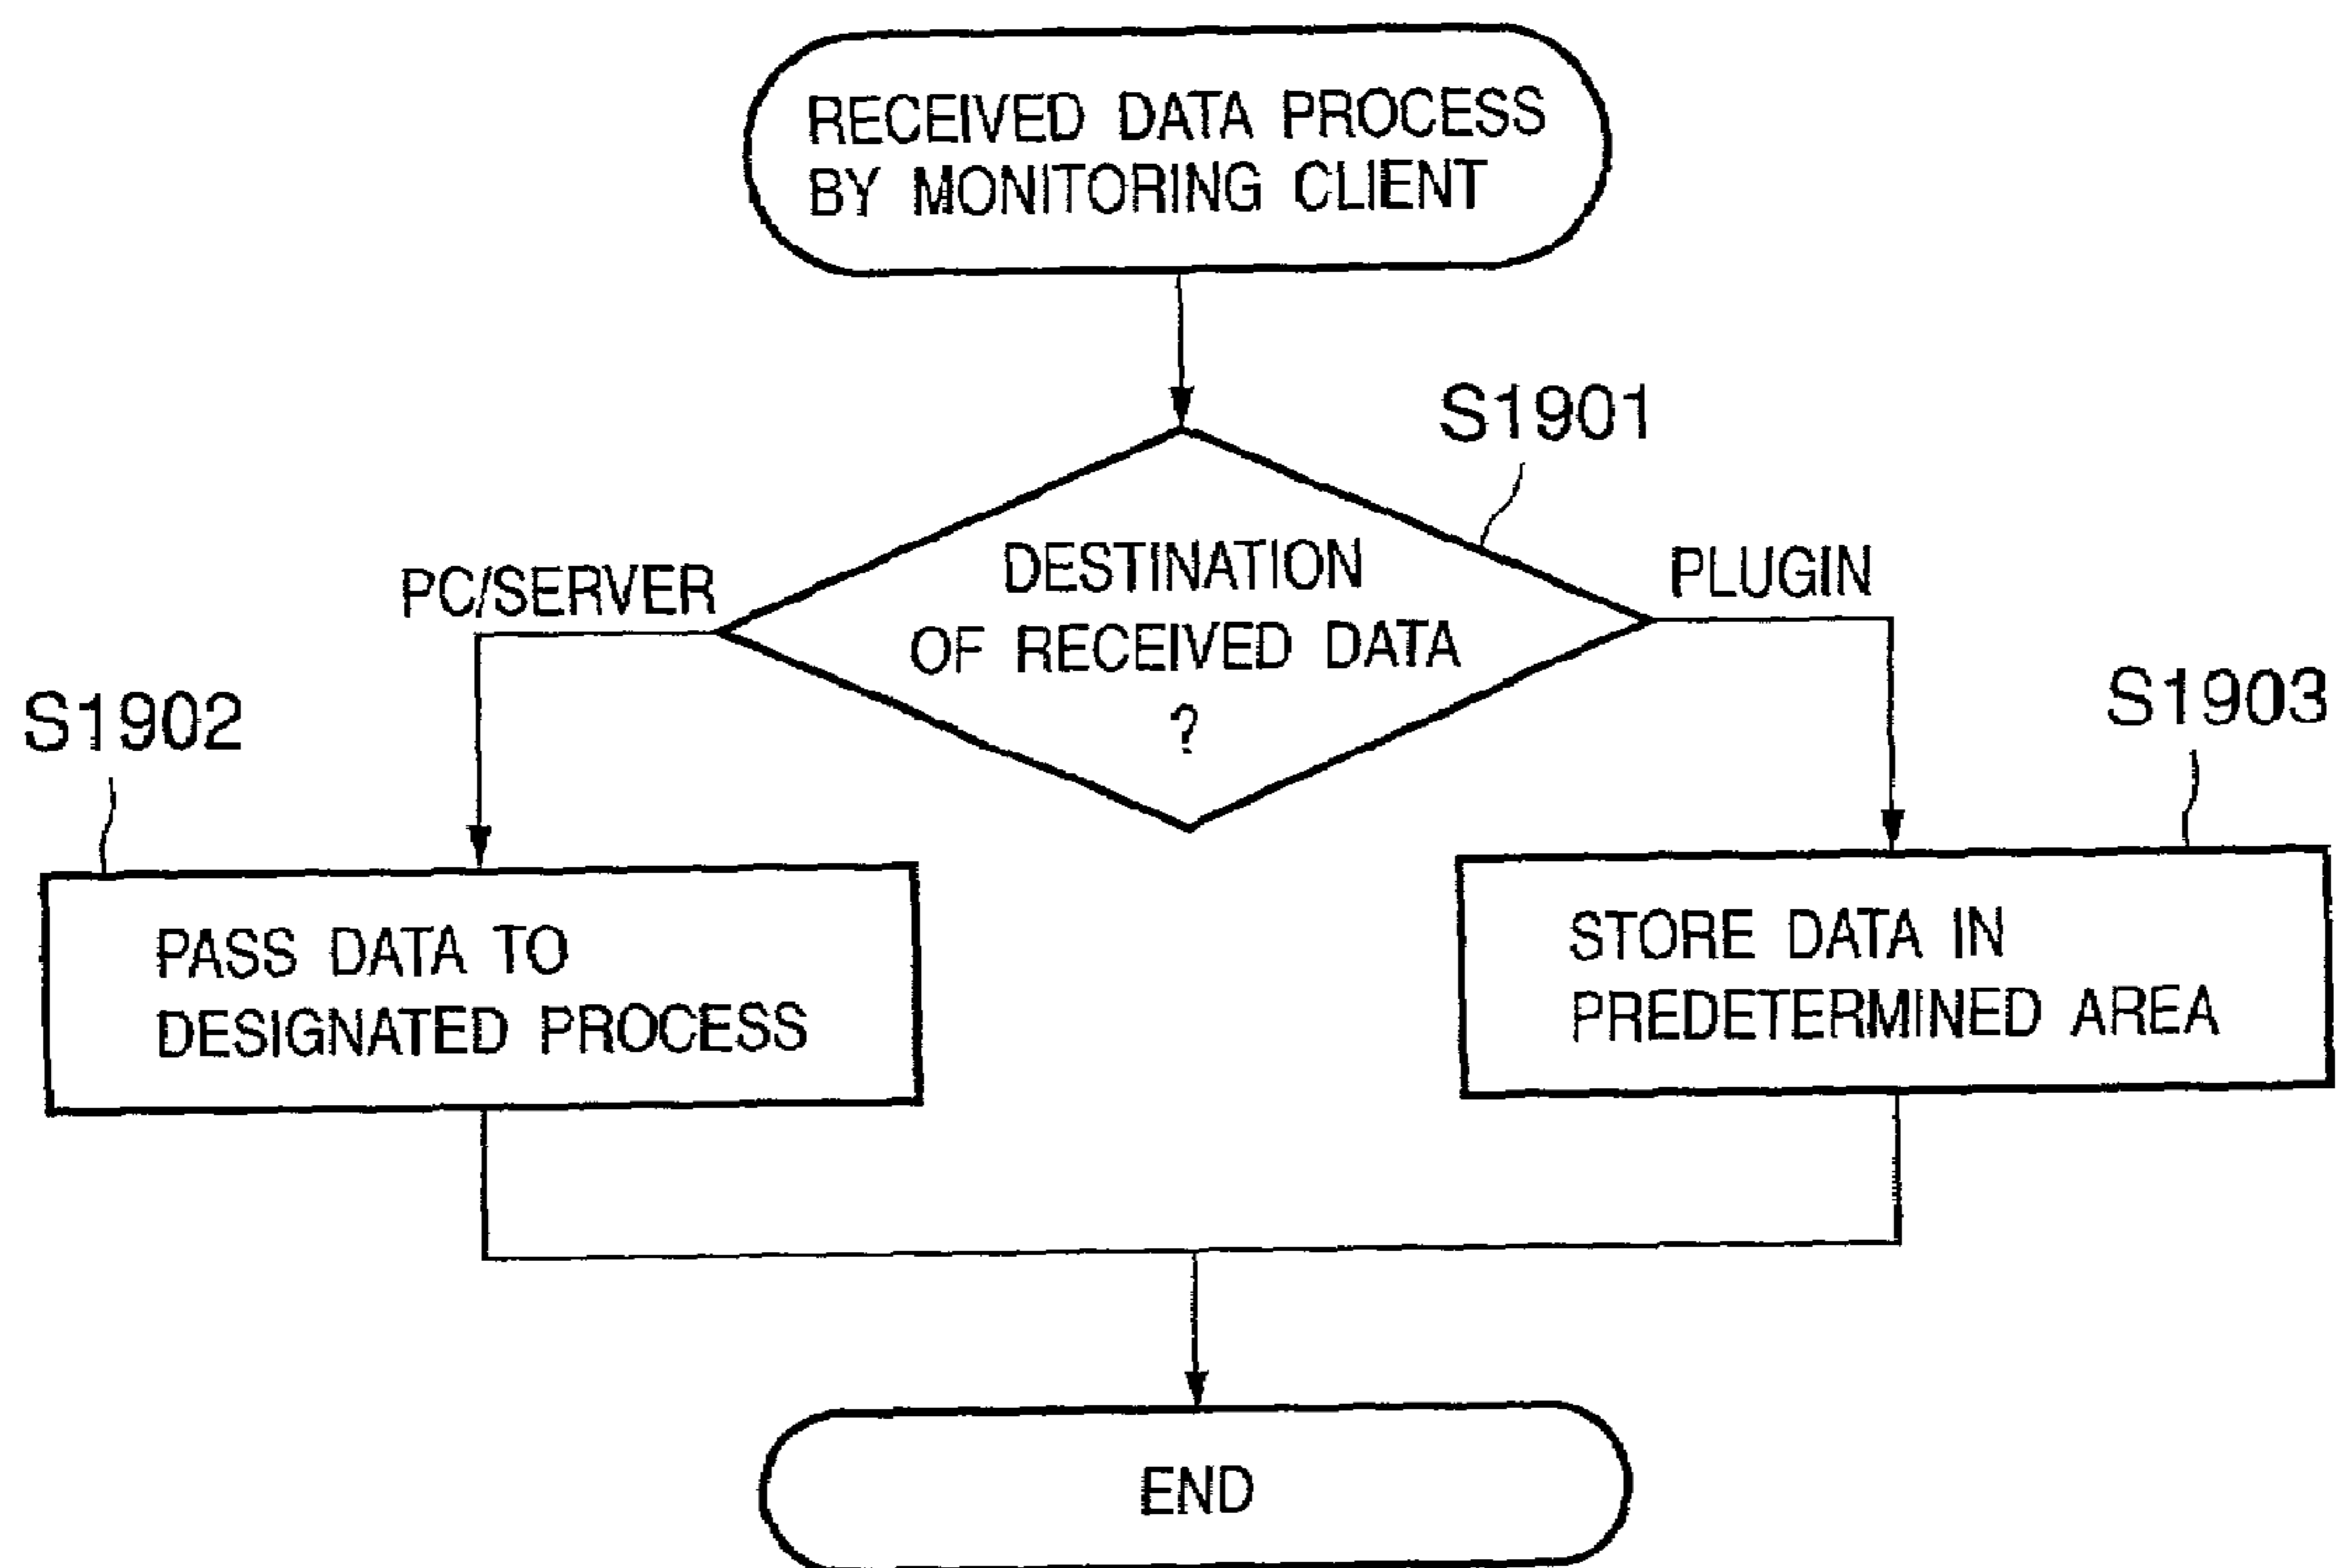 RECEIVED DATA PROCESS
BY MONITORING CLIENT
S1901
DESTINATION
OF RECEIVED DATA
?
PC/SERVER
PLUGIN
S1902
S1903
PASS DATA TO
DESIGNATED PROCESS
STORE DATA IN
PREDETERMINED AREA
END